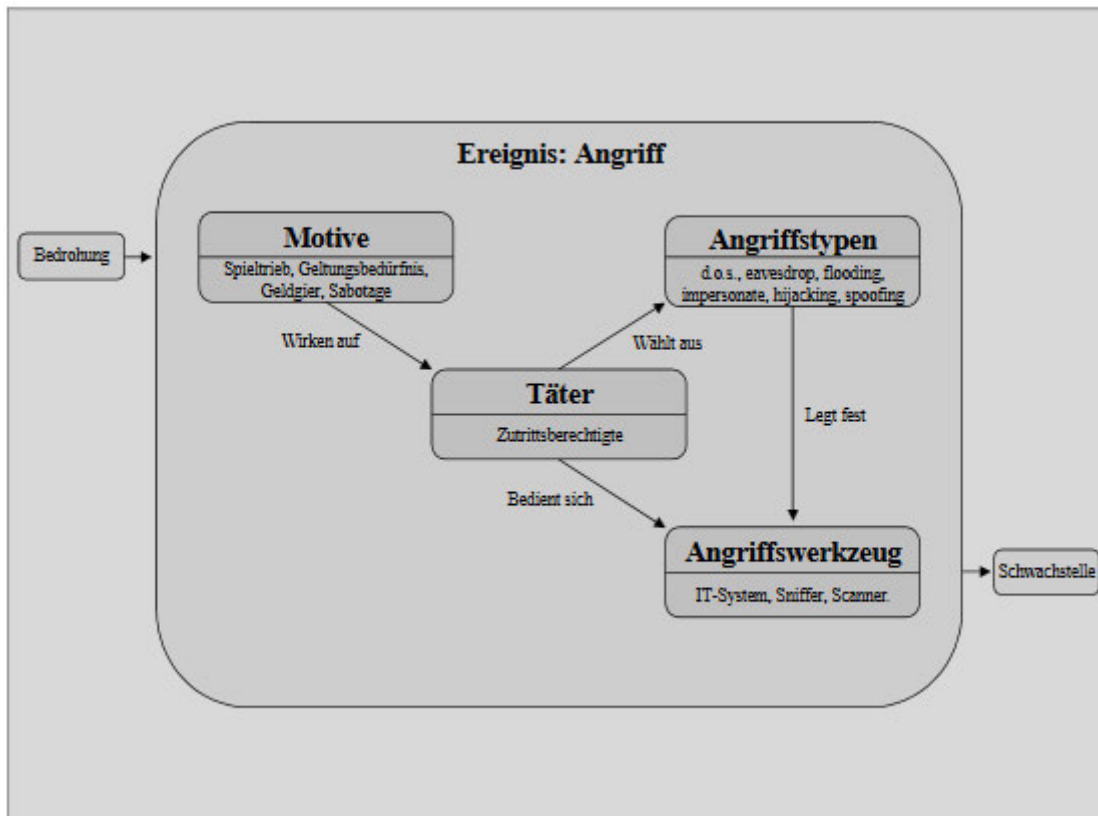 Ereignis: Angriff
Bedrohung
Motive
Spieltrieb, Geltungsbedürfnis,
Geldgier, Sabotage
Angriffstypen
d.o.s., eavesdrop, flooding,
impersonate, hijacking, spoofing
Wirken auf
Wählt aus
Täter
Zutrittsberechtigte
Legt fest
Bedient sich
Angriffswerkzeug
IT-System, Sniffer, Scanner.
Schwachstelle